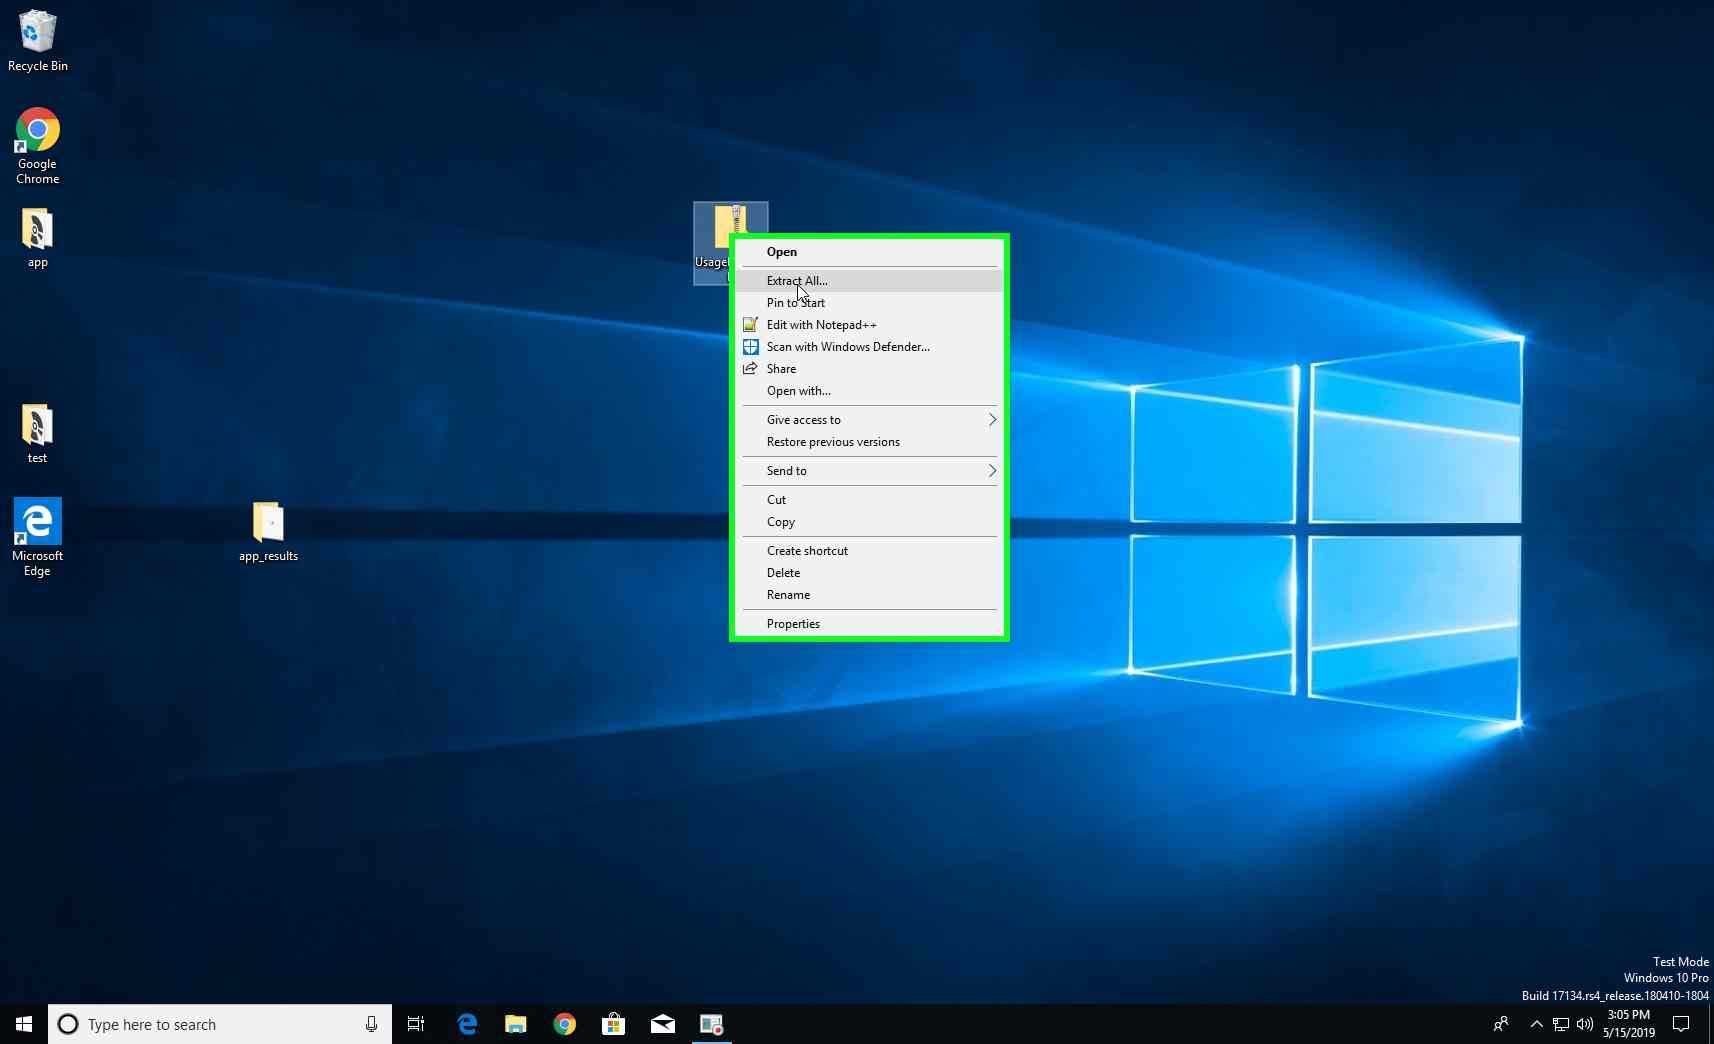 Recycle Bin
Google
Chrome
app
test
Microsoft
Edge
app_results
Open
Extract All...
Pin to Start
Edit with Notepad++
Scan with Windows Defender...
Share
Open with...
Give access to
Restore previous versions
Send to
Cut
Copy
Create shortcut
Delete
Rename
Properties
Test Mode
Windows 10 Pro
Build 17134.rs4_release.180410-1804
Type here to search
3:05 PM
5/15/2019